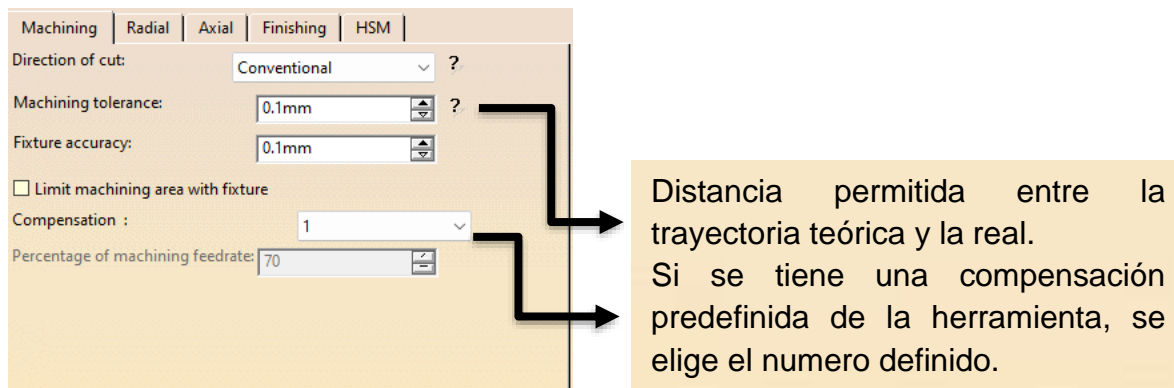 Machining Radial Axial Finishing HSM
Direction of cut: Conventional ?
Machining tolerance: 0.1mm ?
Fixture accuracy: 0.1mm
Limit machining area with fixture
Compensation : 1
Percentage of machining feedrate: 70
Distancia permitida entre la
trayectoria teórica y la real.
Si se tiene una compensación
predefinida de la herramienta, se
elige el numero definido.